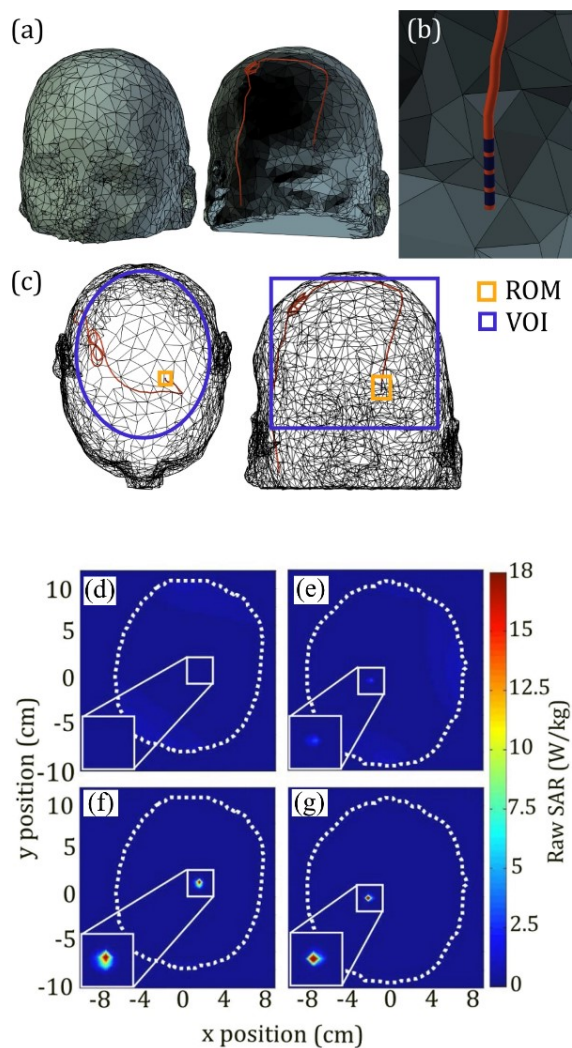 (a)
(b)
(c)
ROM
VOI
(d)
(e)
(f)
(g)
10
5
0
-5
-10
10
5
0
-5
-10
y position (cm)
-8 -4 0 4 8
-8 -4 0 4 8
x position (cm)
18
15
12.5
10
7.5
5
2.5
0
Raw SAR (W/kg)